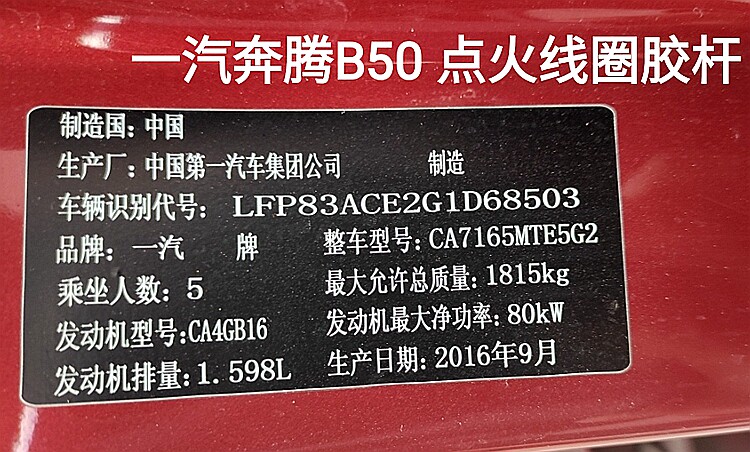 一汽奔腾B50 点火线圈胶杆
制造国：中国
生产厂：中国第一汽车集团公司 制造
车辆识别代号：LFP83ACE2G1D68503
品牌：一汽 牌 整车型号：CA7165MTE5G2
乘坐人数：5 最大允许总质量：1815kg
发动机型号：CA4GB16 发动机最大净功率：80kW
发动机排量：1.598L 生产日期：2016年9月